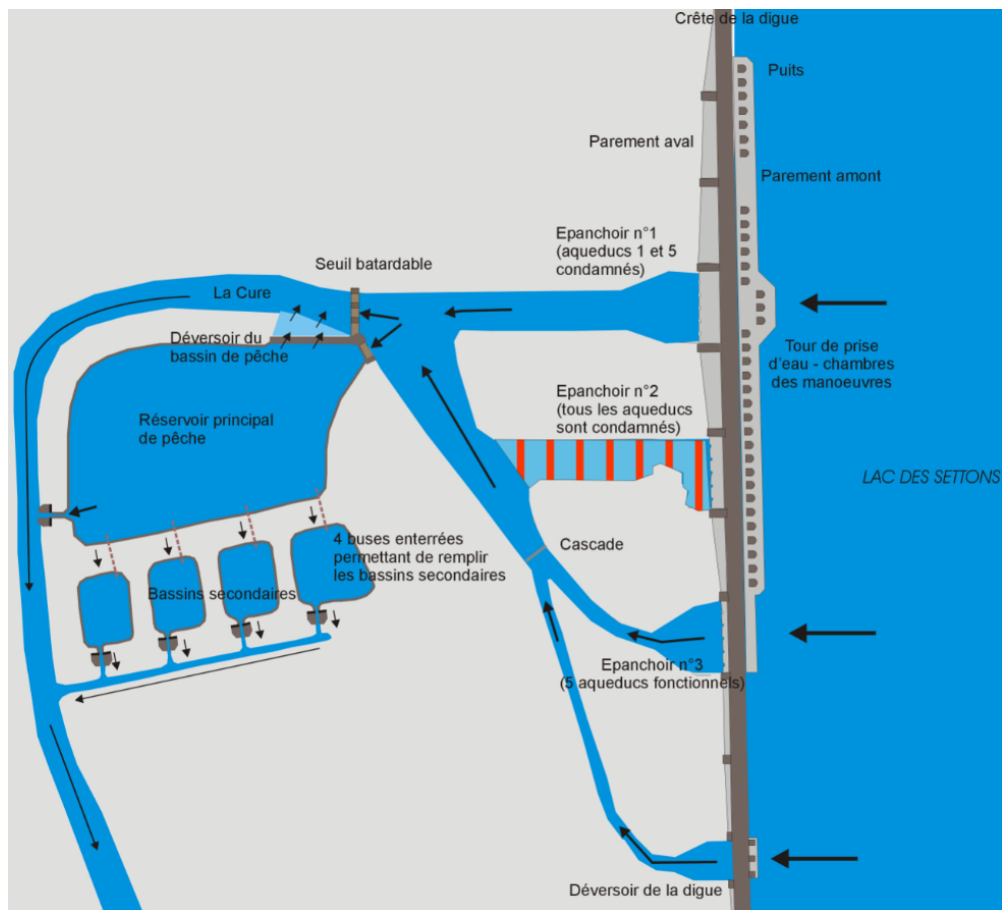 Crête de la digue
Puits
Parement aval
Parement amont
Epanchoir n°1
(aqueducs 1 et 5
condamnés)
Seuil batardable
La Cure
Déversoir du
bassin de pêche
Tour de prise
d'eau - chambres
des manoeuvres
Epanchoir n°2
(tous les aqueducs
sont condamnés)
Réservoir principal
de pêche
LAC DES SETTONS
4 buses enterrées
permettant de remplir
les bassins secondaires
Cascade
Bassins secondaires
Epanchoir n°3
(5 aqueducs fonctionnels)
Déversoir de la digue